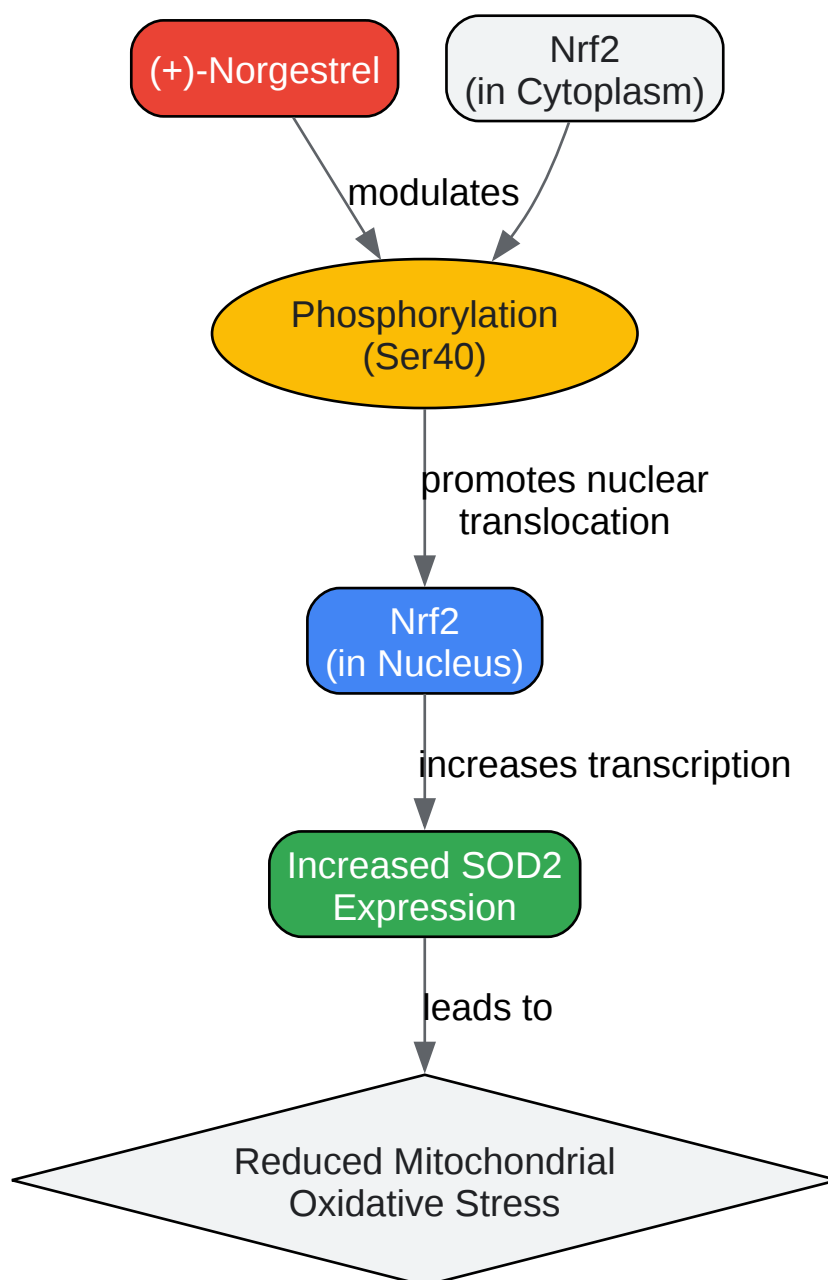 (+)-Norgestrel
Nrf2
(in Cytoplasm)
modulates
Phosphorylation
(Ser40)
promotes nuclear
translocation
Nrf2
(in Nucleus)
increases transcription
Increased SOD2
Expression
leads to
Reduced Mitochondrial
Oxidative Stress